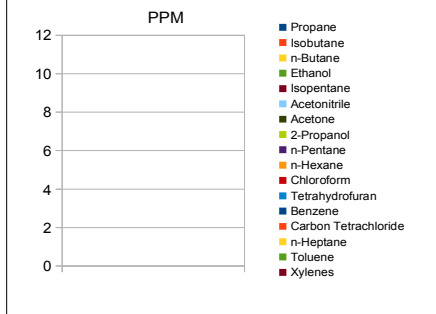 PPM
12
10
8
6
4
2
0
Propane
Isobutane
n-Butane
Ethanol
Isopentane
Acetonitrile
Acetone
2-Propanol
n-Pentane
n-Hexane
Chloroform
Tetrahydrofuran
Benzene
Carbon Tetrachloride
n-Heptane
Toluene
Xylenes